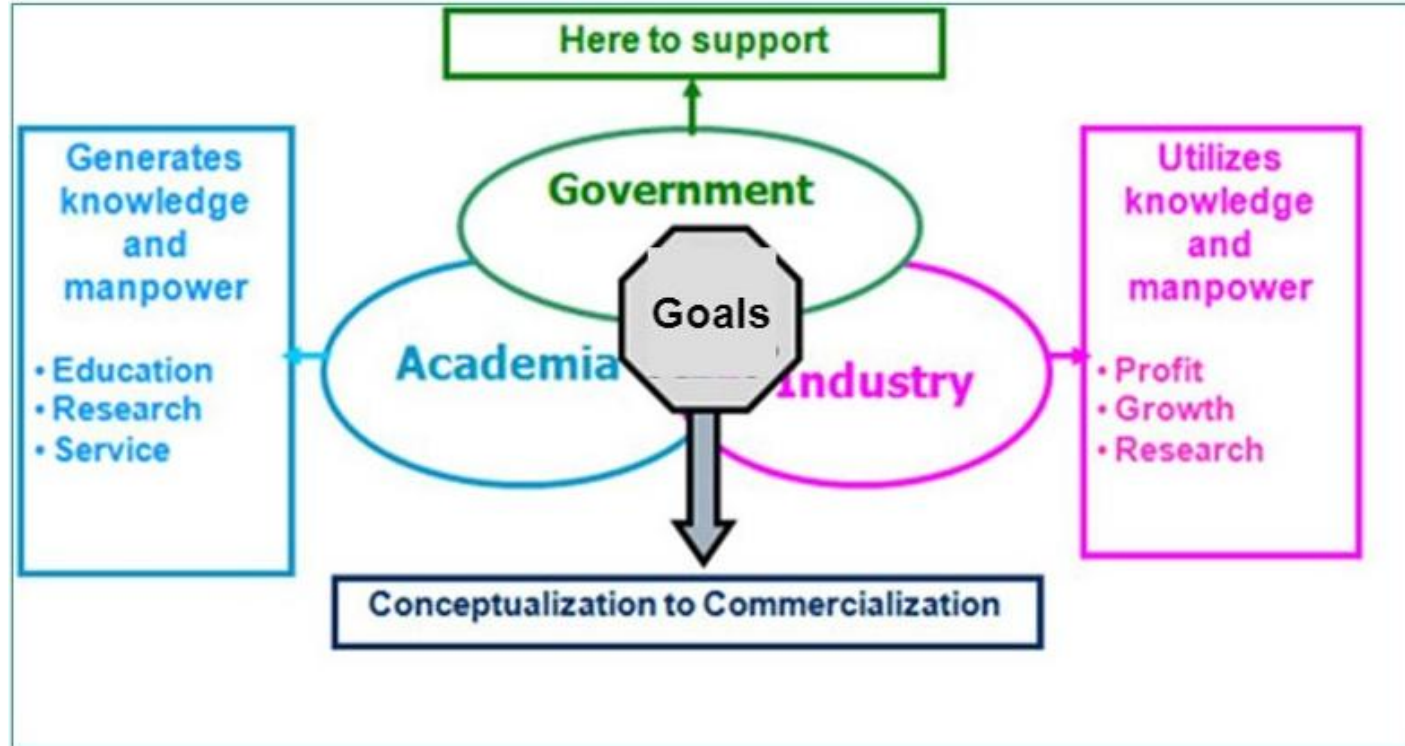 Here to support
Government
Generates
knowledge
and
manpower
• Education
• Research
• Service
Academia
Goals
Industry
Utilizes
knowledge
and
manpower
• Profit
• Growth
• Research
Conceptualization to Commercialization